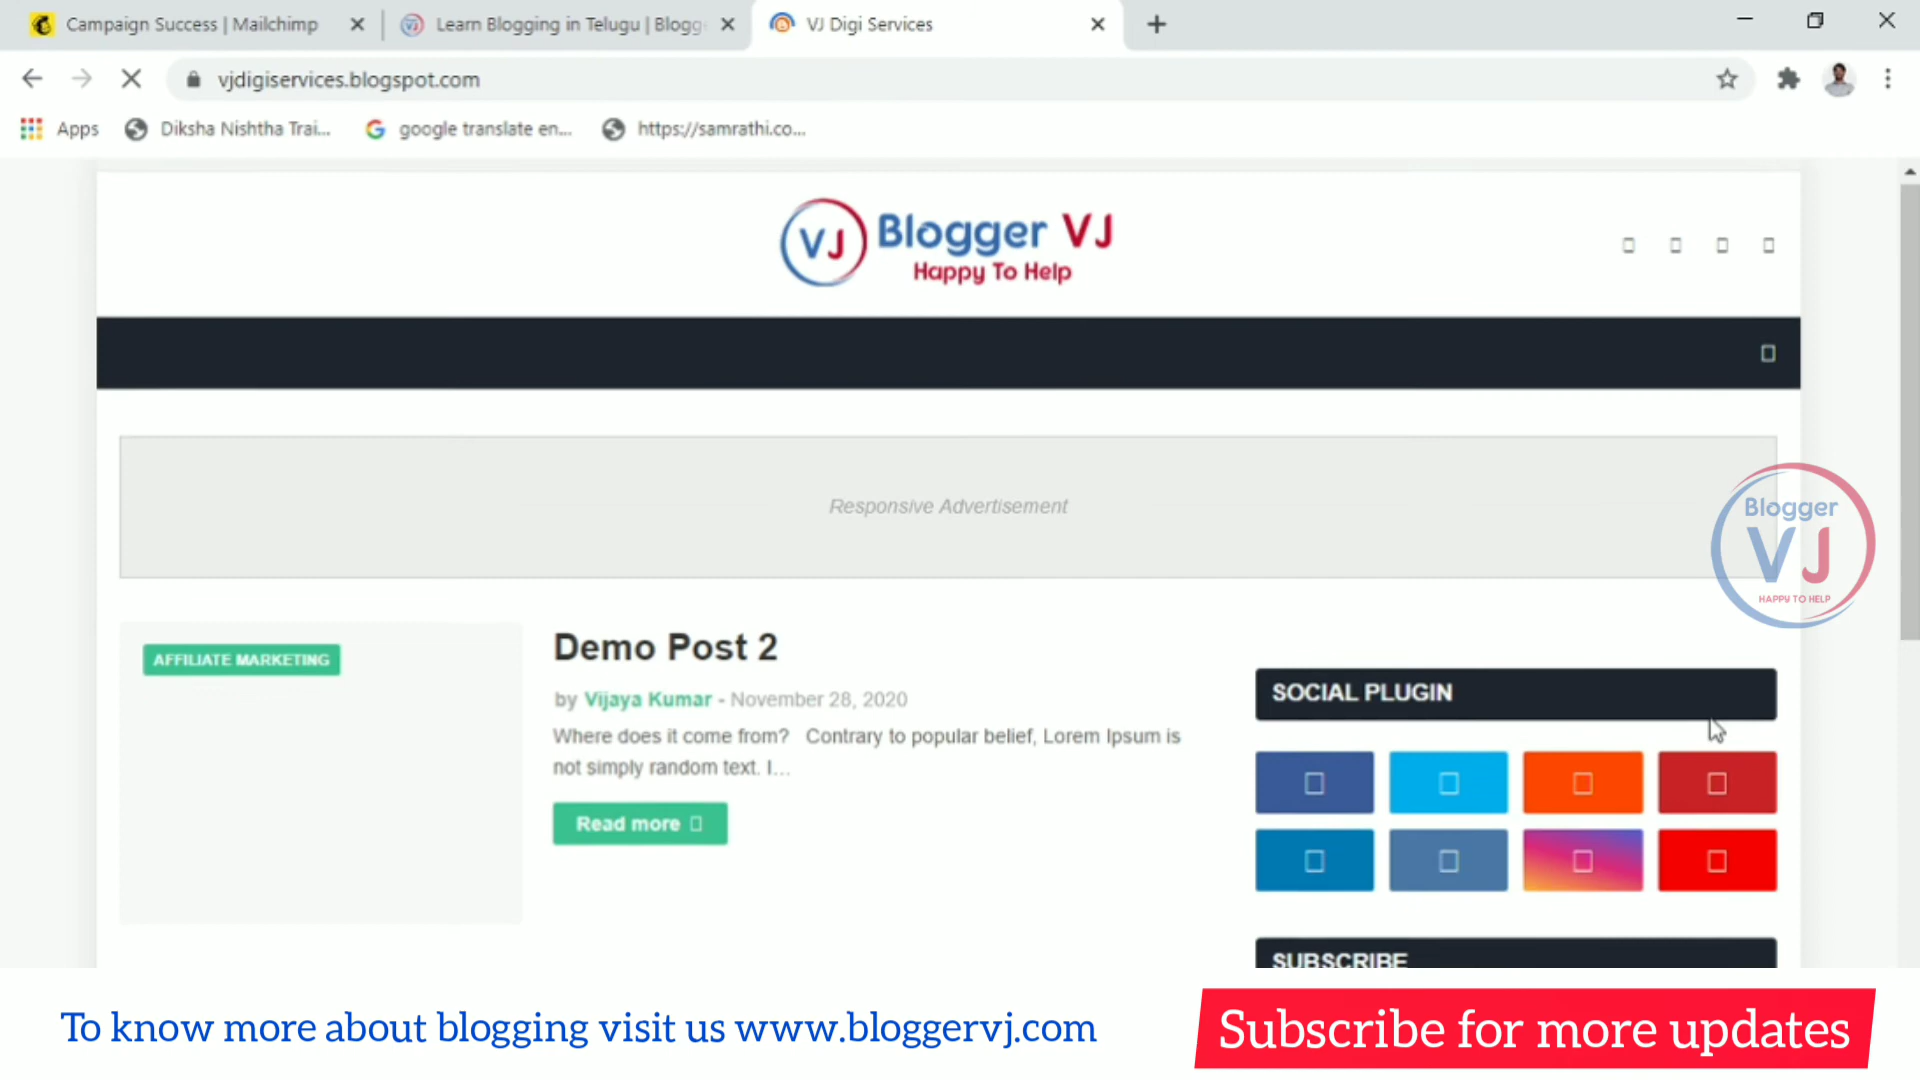 Campaign Success | Mailchimp
Learn Blogging in Telugu | Blogg
VJ Digi Services
vjdigiservices.blogspot.com
Apps
Diksha Nishtha Trai...
google translate en...
https://samrathi.co...
VJ
Blogger VJ
Happy To Help
Responsive Advertisement
Blogger
VJ
HAPPY TO HELP
AFFILIATE MARKETING
Demo Post 2
by Vijaya Kumar - November 28, 2020
Where does it come from? Contrary to popular belief, Lorem Ipsum is
not simply random text. I...
Read more
SOCIAL PLUGIN
SUBSCRIBE
To know more about blogging visit us www.bloggervj.com
Subscribe for more updates